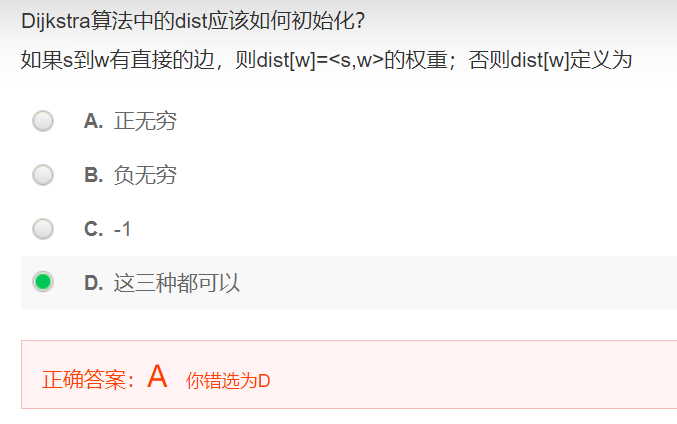 Dijkstra算法中的dist应该如何初始化？
如果s到w有直接的边，则dist[w]=<s,w>的权重；否则dist[w]定义为
A. 正无穷
B. 负无穷
C. -1
D. 这三种都可以
正确答案：A 你错选为D